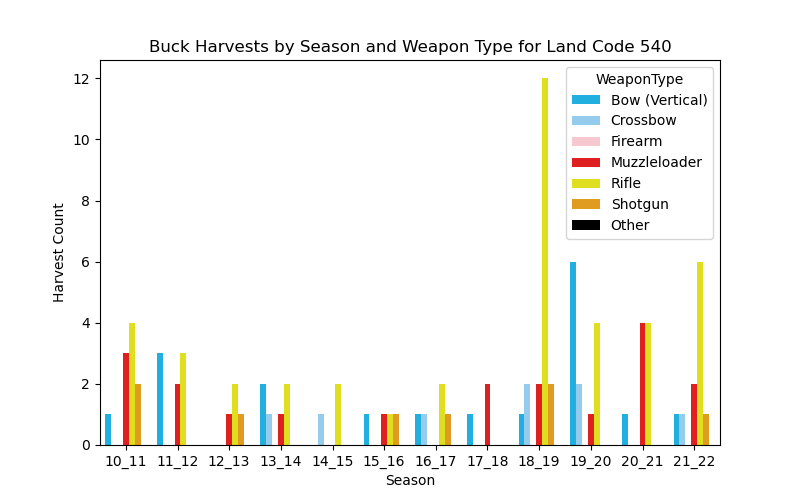 Buck Harvests by Season and Weapon Type for Land Code 540
WeaponType
Bow (Vertical)
Crossbow
Firearm
Muzzleloader
Rifle
Shotgun
Other
Harvest Count
12
10
8
6
4
2
0
10_11 11_12 12_13 13_14 14_15 15_16 16_17 17_18 18_19 19_20 20_21 21_22
Season